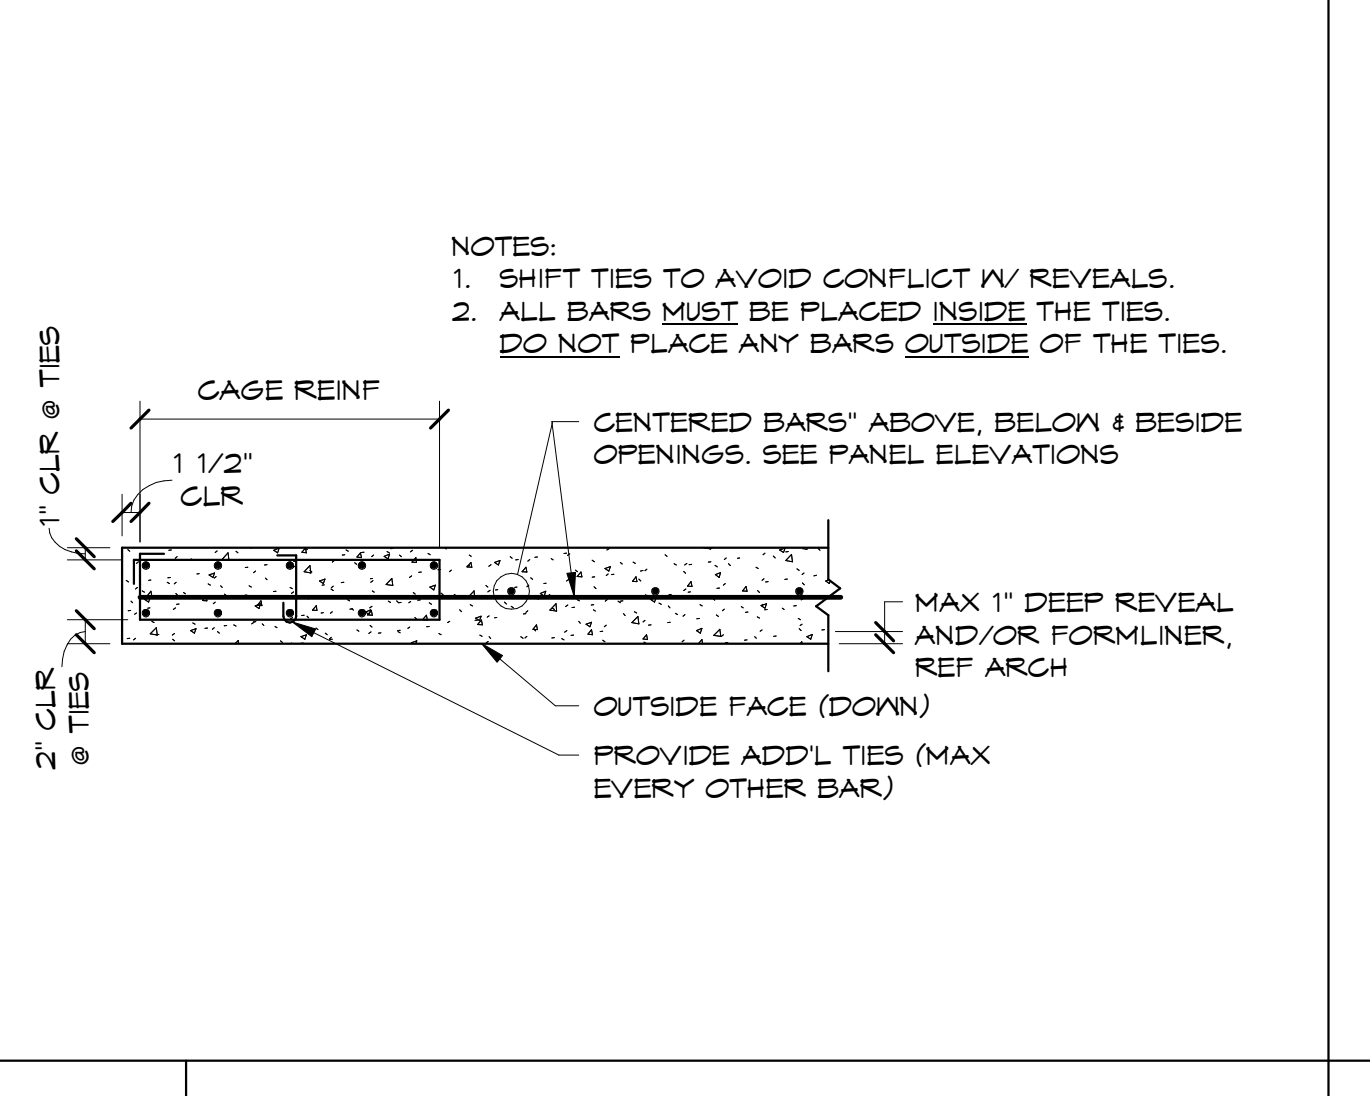 NOTES:
1. SHIFT TIES TO AVOID CONFLICT W/ REVEALS.
2. ALL BARS MUST BE PLACED INSIDE THE TIES.
DO NOT PLACE ANY BARS OUTSIDE OF THE TIES.
1" CLR @ TIES
CAGE REINF
CENTERED BARS" ABOVE, BELOW & BESIDE
OPENINGS. SEE PANEL ELEVATIONS
1 1/2"
CLR
MAX 1" DEEP REVEAL
AND/OR FORMLINER,
REF ARCH
2" CLR
@ TIES
OUTSIDE FACE (DOWN)
PROVIDE ADD'L TIES (MAX
EVERY OTHER BAR)